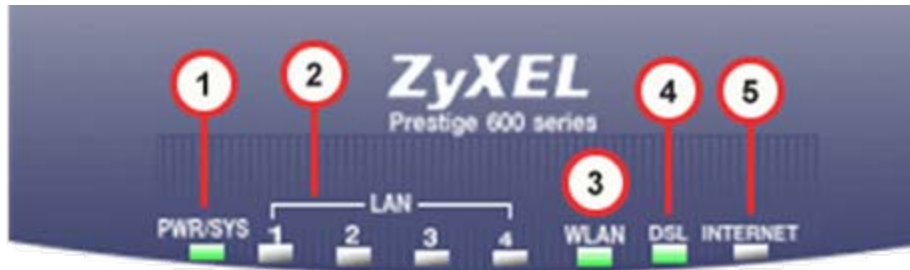 1
2
ZyXEL
Prestige 600 series
4
5
3
LAN
PWR/SYS
1
2
3
4
WLAN
DSL
INTERNET